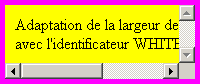 Adaptation de la largeur de
avec l'identificateur WHITE